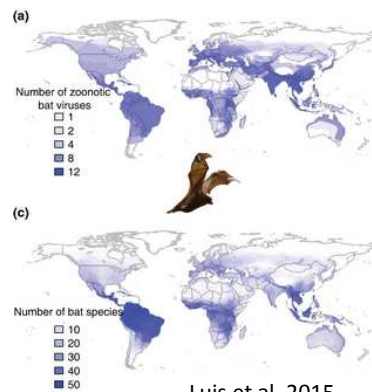 (a)
Number of zoonotic
bat viruses
1
2
4
8
12
(c)
Number of bat species
10
20
30
40
50
Luis et al. 2015